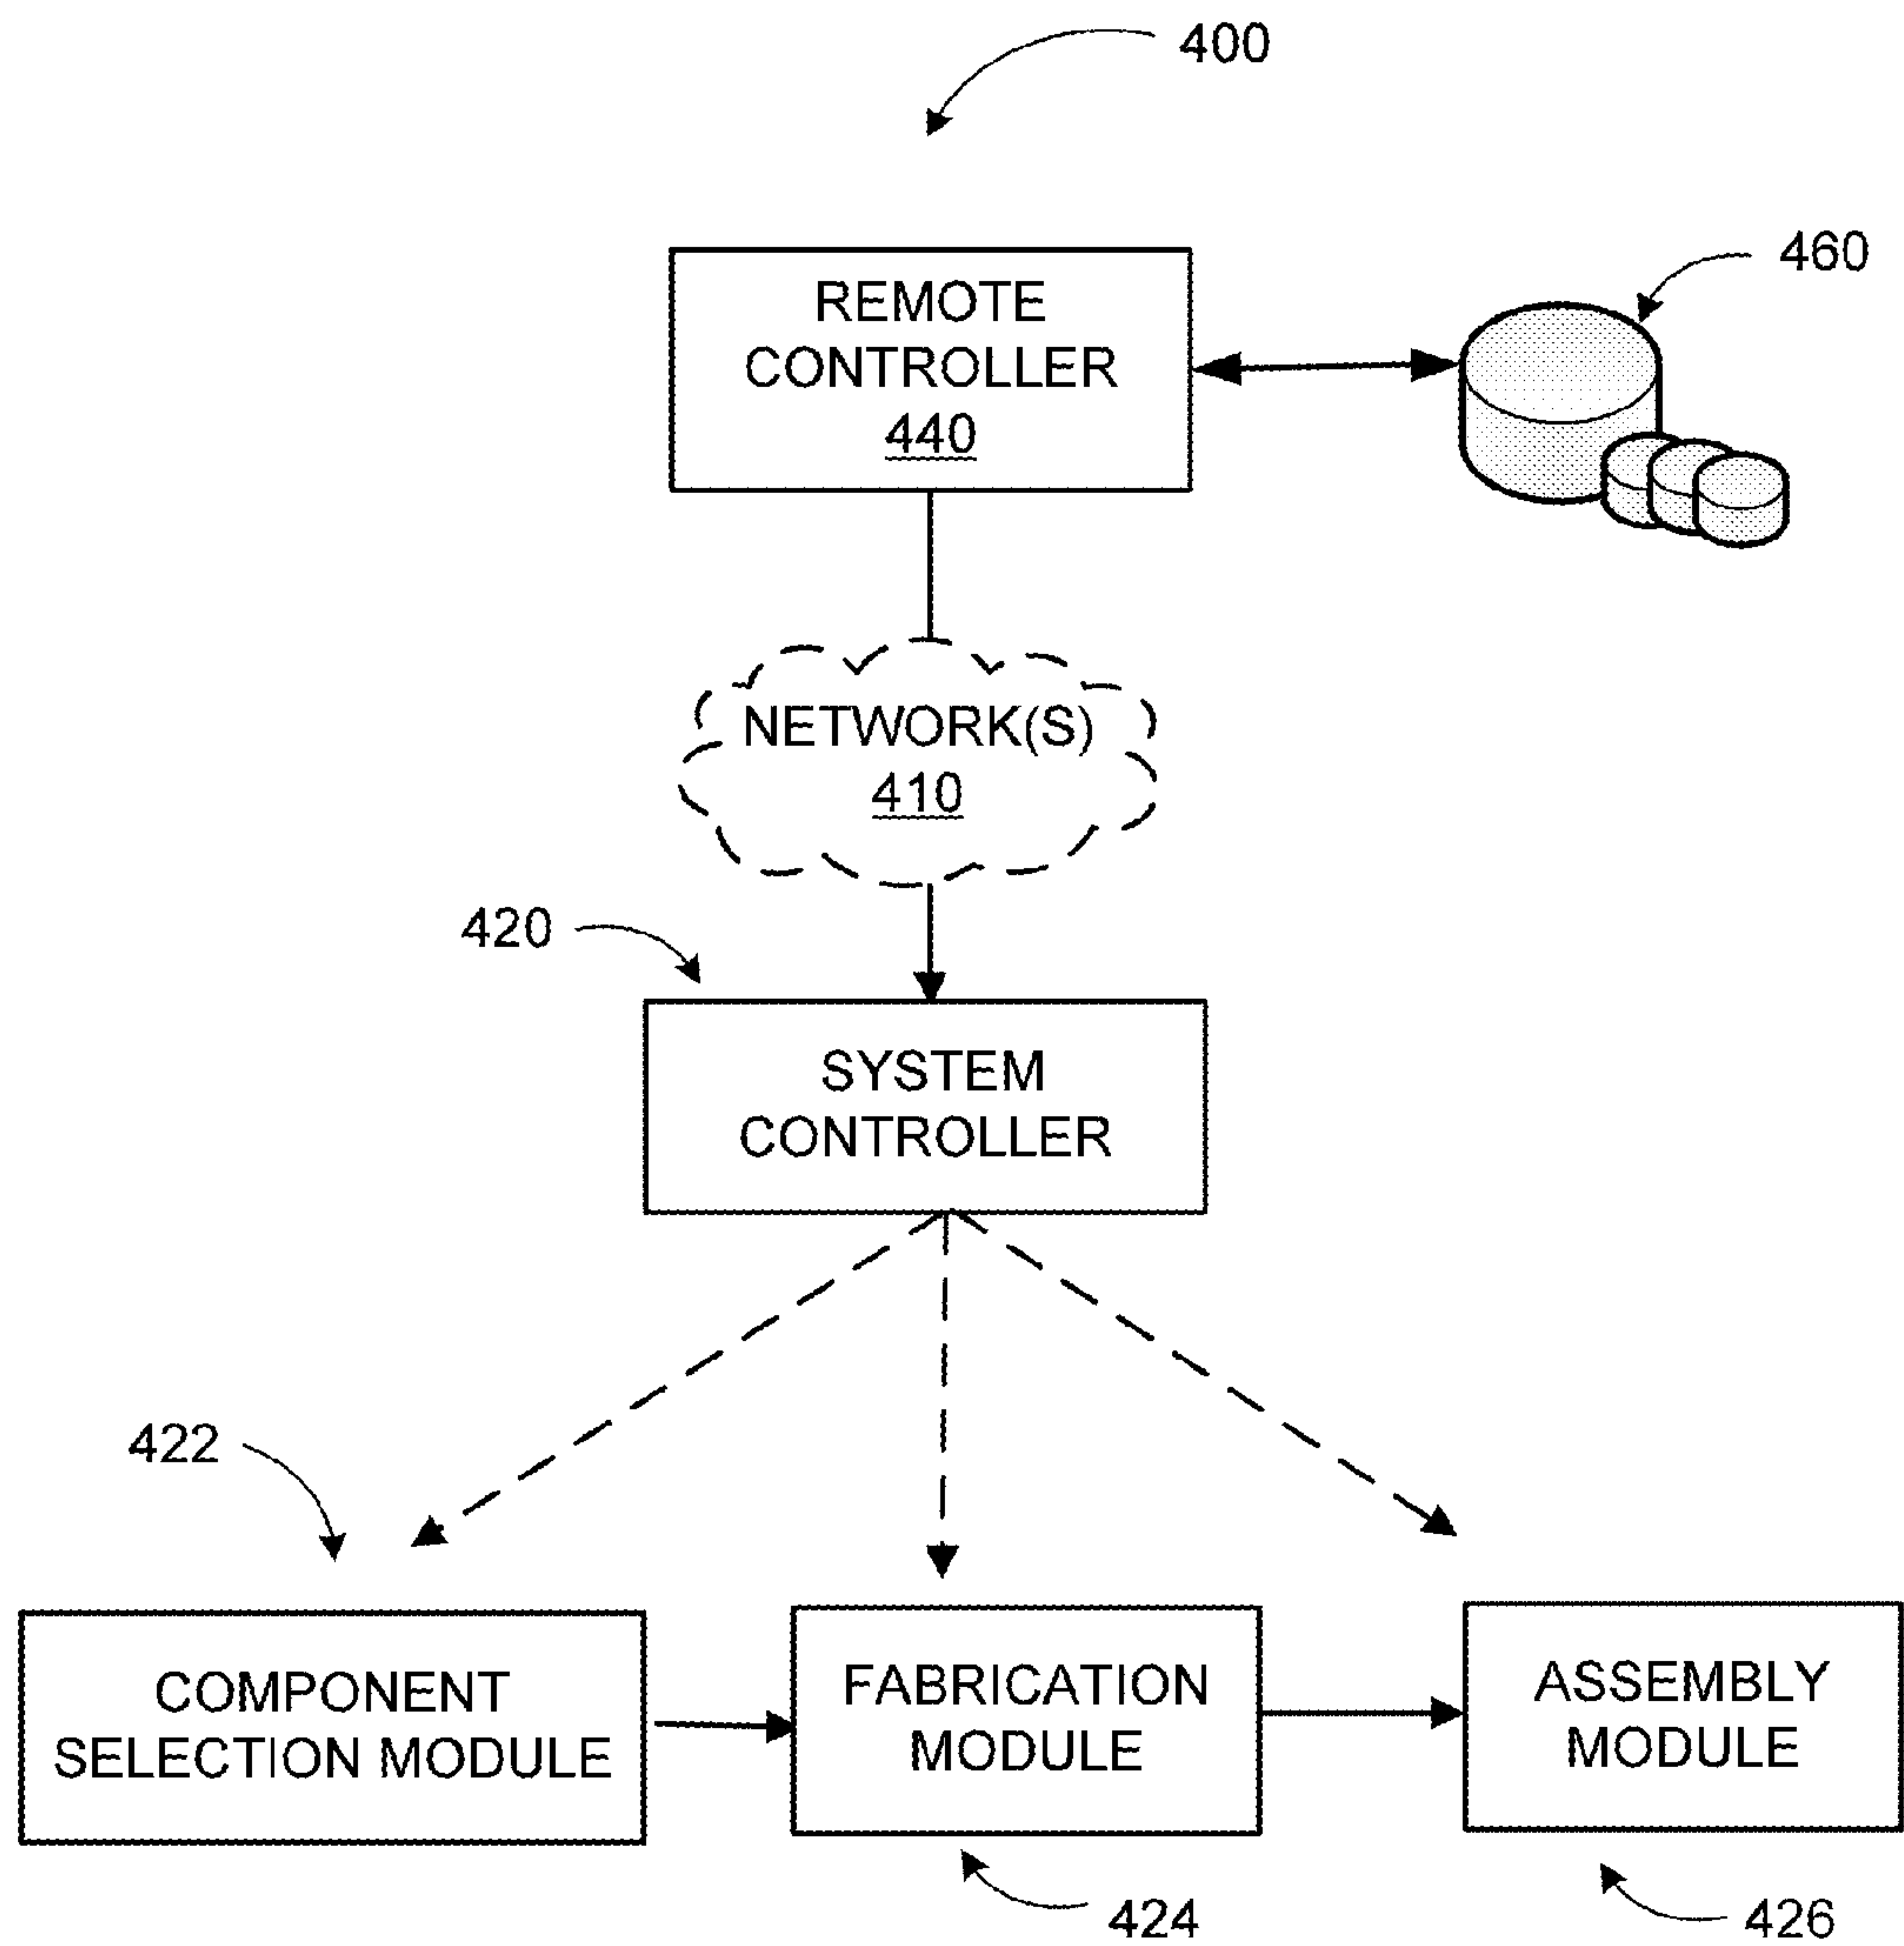 400
460
REMOTE
CONTROLLER
440
NETWORK(S)
410
420
SYSTEM
CONTROLLER
422
COMPONENT
SELECTION MODULE
FABRICATION
MODULE
ASSEMBLY
MODULE
424
426